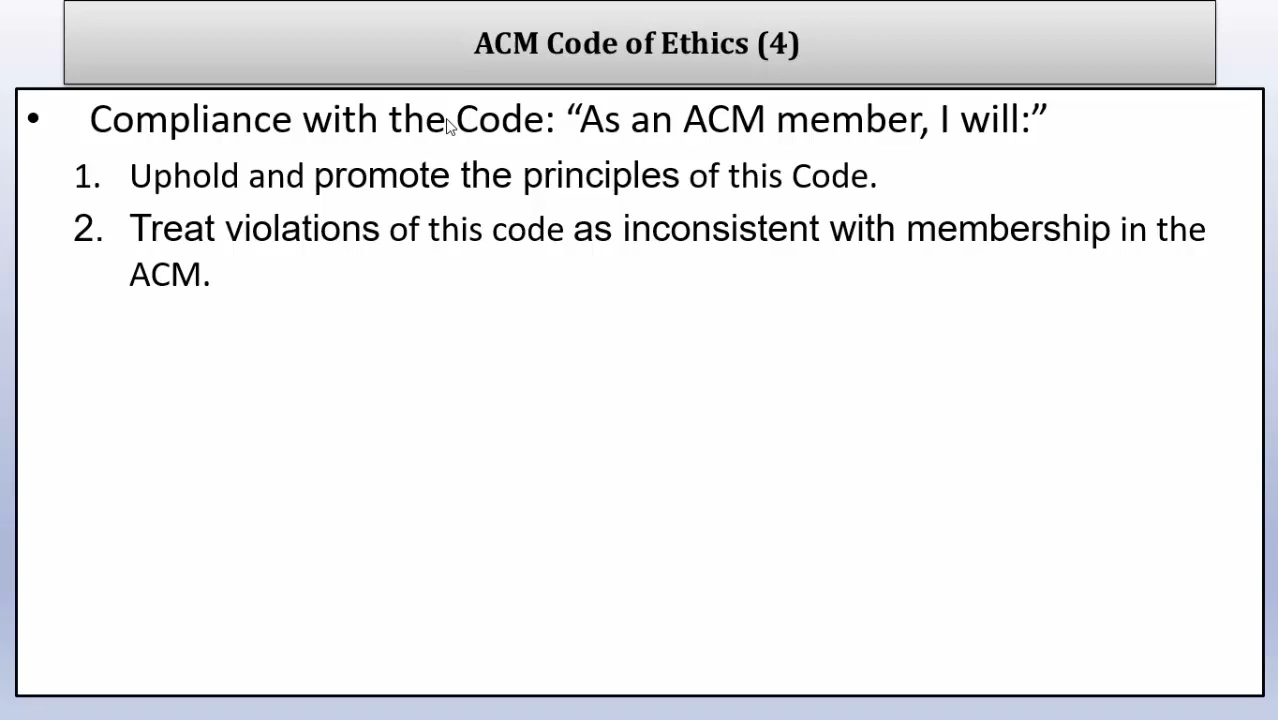 ACM Code of Ethics (4)
• Compliance with the Code: “As an ACM member, I will:”
1. Uphold and promote the principles of this Code.
2. Treat violations of this code as inconsistent with membership in the
ACM.